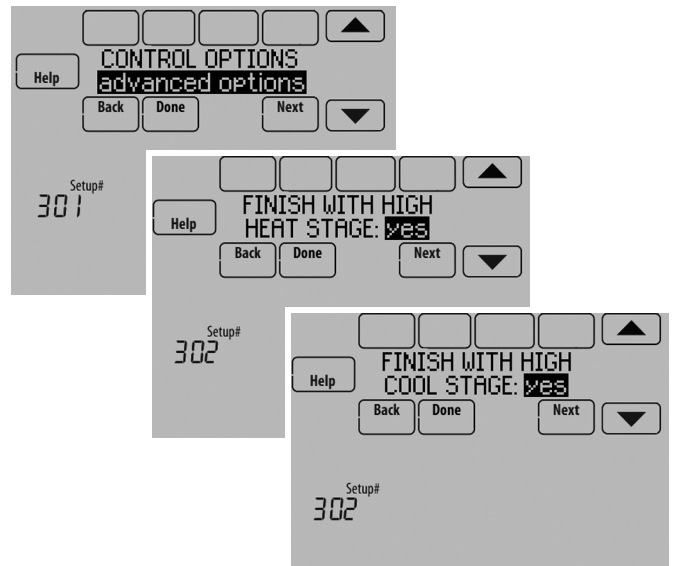 CONTROL OPTIONS
Help
advanced options
Back Done Next
Setup#
301
FINISH WITH HIGH
Help
HEAT STAGE: yes
Back Done Next
Setup#
302
FINISH WITH HIGH
Help
COOL STAGE: yes
Back Done Next
Setup#
302